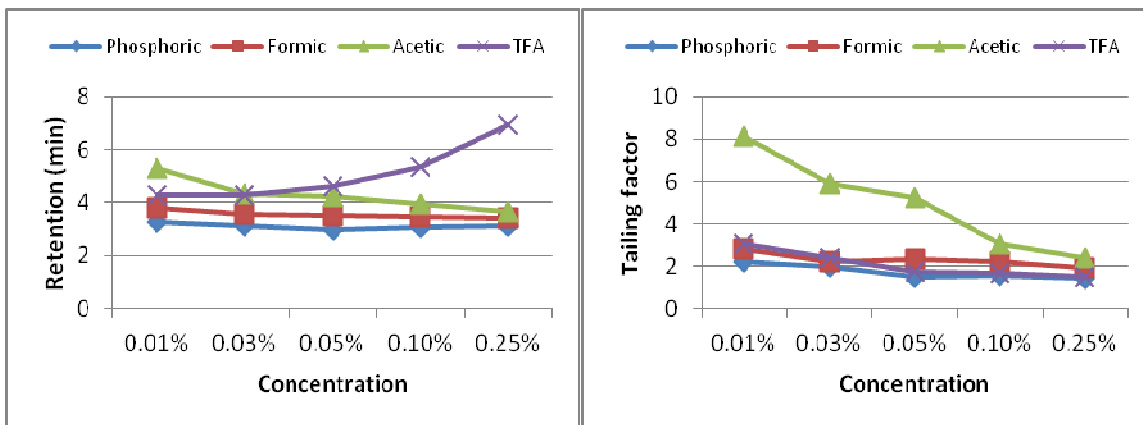 Phosphoric Formic Acetic TFA
8
6
4
2
0
Retention (min)
0.01% 0.03% 0.05% 0.10% 0.25%
Concentration
Phosphoric Formic Acetic TFA
10
8
6
4
2
0
Tailing factor
0.01% 0.03% 0.05% 0.10% 0.25%
Concentration